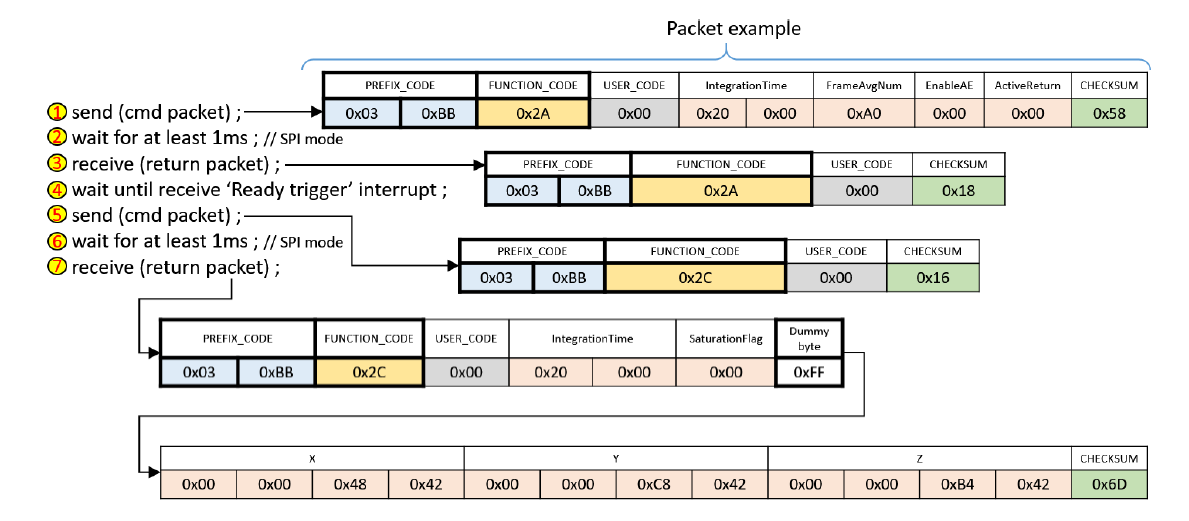 Packet example
PREFIX_CODE FUNCTION_CODE USER_CODE IntegrationTime FrameAvgNum EnableAE ActiveReturn CHECKSUM
1 send (cmd packet) ; 0x03 0xBB 0x2A 0x00 0x20 0x00 0xA0 0x00 0x00 0x58
2 wait for at least 1ms ; // SPI mode
3 receive (return packet) ; PREFIX_CODE FUNCTION_CODE USER_CODE CHECKSUM
4 wait until receive ‘Ready trigger’ interrupt ; 0x03 0xBB 0x2A 0x00 0x18
5 send (cmd packet) ;
6 wait for at least 1ms ; // SPI mode PREFIX_CODE FUNCTION_CODE USER_CODE CHECKSUM
7 receive (return packet) ; 0x03 0xBB 0x2C 0x00 0x16
PREFIX_CODE FUNCTION_CODE USER_CODE IntegrationTime SaturationFlag Dummy byte
0x03 0xBB 0x2C 0x00 0x20 0x00 0x00 0xFF
X Y Z CHECKSUM
0x00 0x00 0x48 0x42 0x00 0x00 0xC8 0x42 0x00 0x00 0xB4 0x42 0x6D